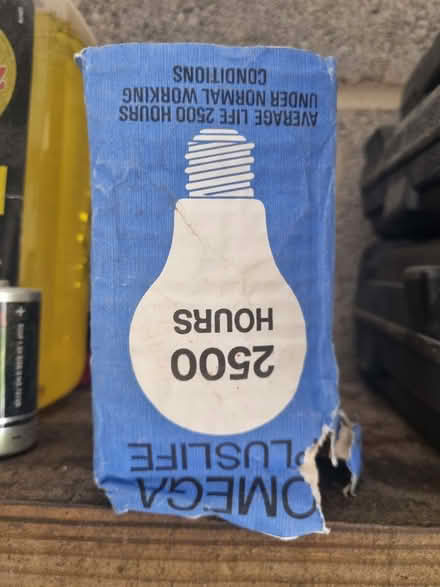 OMEGA
PLUSLIFE
2500
HOURS
AVERAGE LIFE 2500 HOURS
UNDER NORMAL WORKING
CONDITIONS